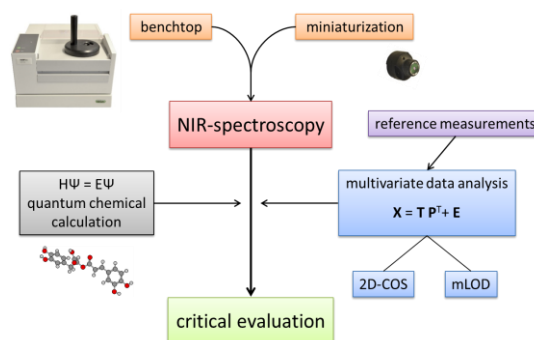 benchtop
miniaturization
NIR-spectroscopy
reference measurements
HΨ = EΨ
quantum chemical
calculation
multivariate data analysis
X = T Pᵀ+ E
2D-COS
mLOD
critical evaluation